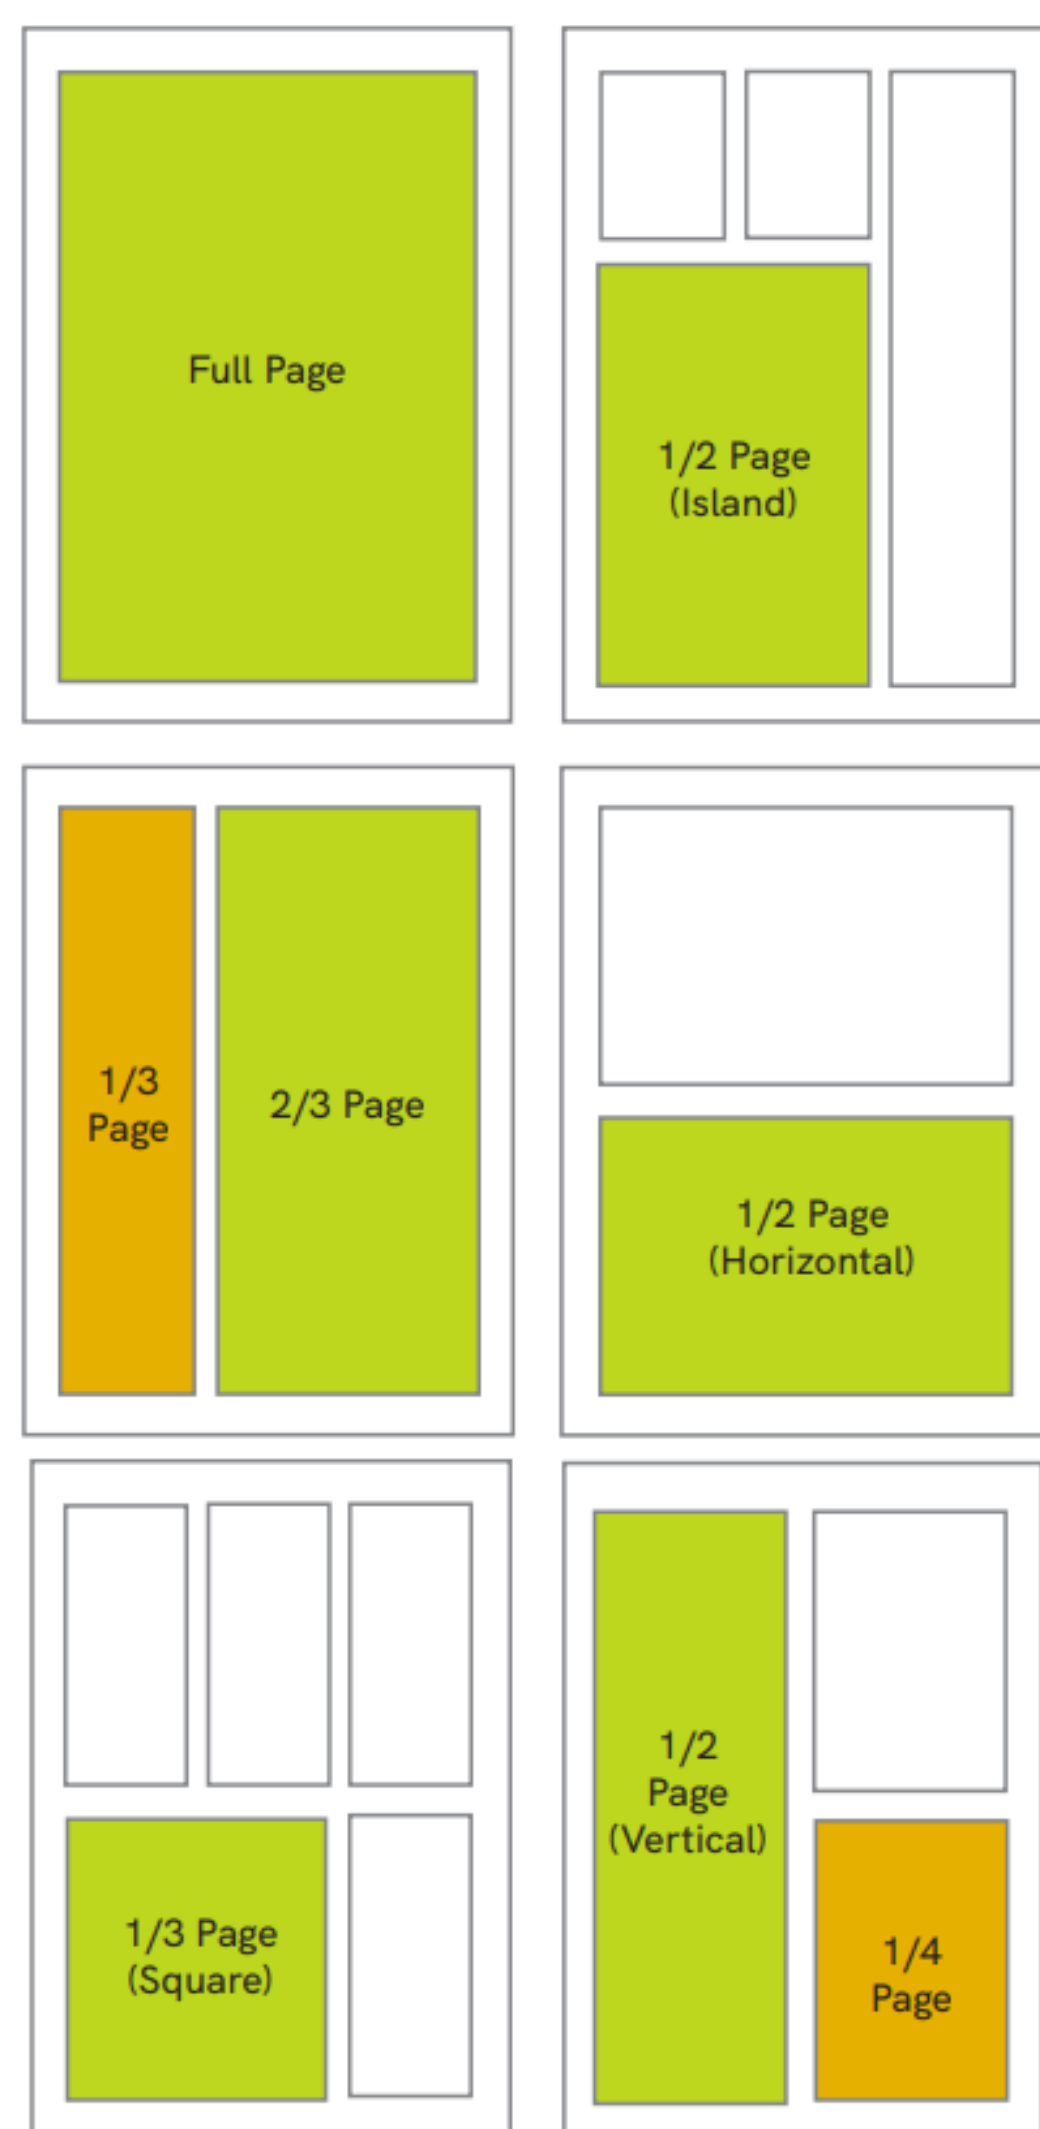 Full Page
1/2 Page
(Island)
1/3
Page
2/3 Page
1/2 Page
(Horizontal)
1/3 Page
(Square)
1/2
Page
(Vertical)
1/4
Page